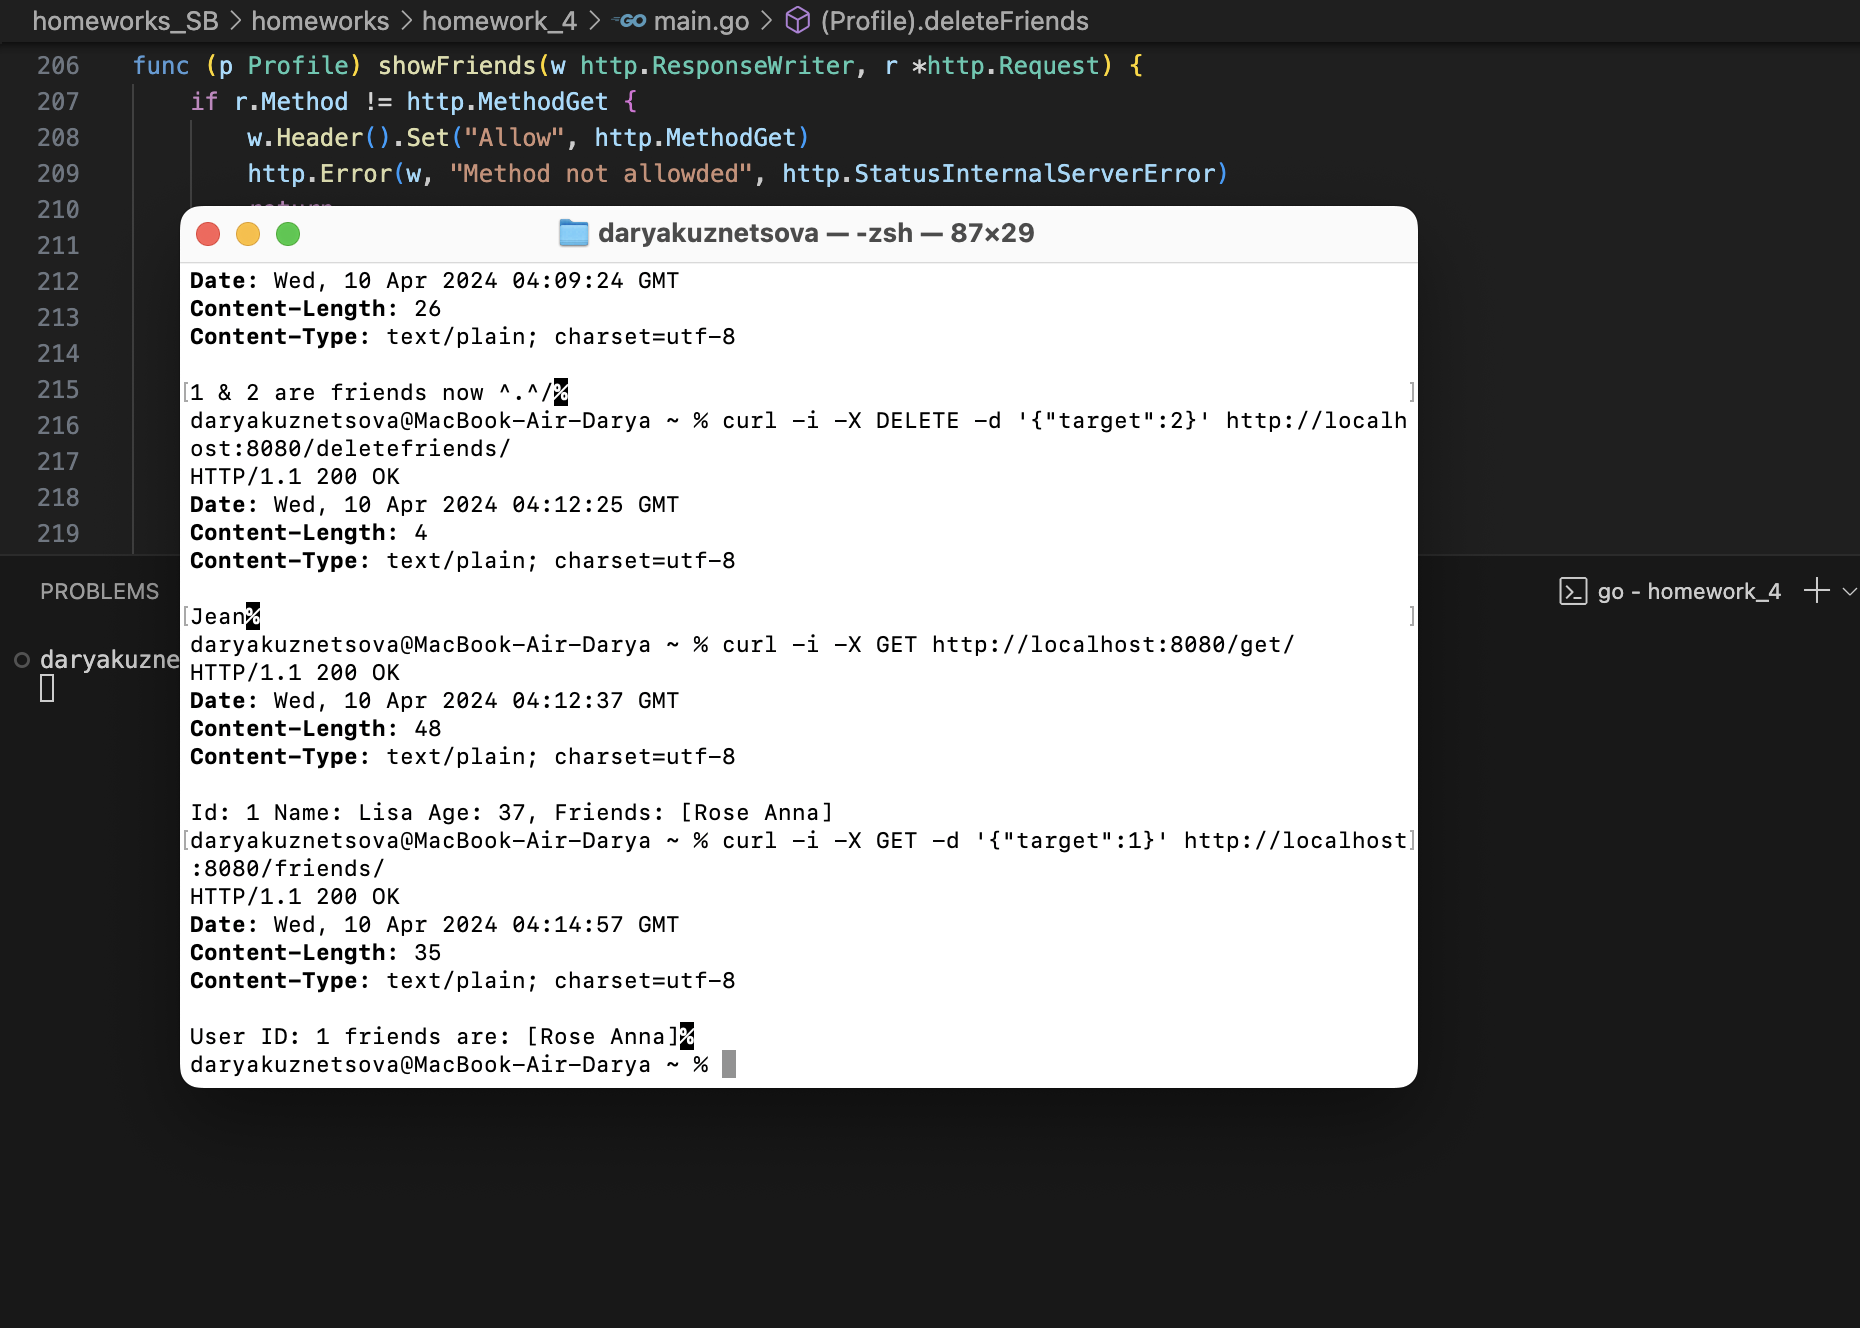 homeworks_SB > homeworks > homework_4 > GO main.go > (Profile).deleteFriends
206 func (p Profile) showFriends(w http.ResponseWriter, r *http.Request) {
207 if r.Method != http.MethodGet {
208 w.Header().Set("Allow", http.MethodGet)
209 http.Error(w, "Method not allowded", http.StatusInternalServerError)
210
211
212
213
214
215
216
217
218
219
daryakuznetsova — -zsh — 87×29
Date: Wed, 10 Apr 2024 04:09:24 GMT
Content-Length: 26
Content-Type: text/plain; charset=utf-8
[1 & 2 are friends now ^.^/% ]
daryakuznetsova@MacBook-Air-Darya ~ % curl -i -X DELETE -d '{"target":2}' http://localh
ost:8080/deletefriends/
HTTP/1.1 200 OK
Date: Wed, 10 Apr 2024 04:12:25 GMT
Content-Length: 4
Content-Type: text/plain; charset=utf-8
[Jean% ]
daryakuznetsova@MacBook-Air-Darya ~ % curl -i -X GET http://localhost:8080/get/
HTTP/1.1 200 OK
Date: Wed, 10 Apr 2024 04:12:37 GMT
Content-Length: 48
Content-Type: text/plain; charset=utf-8
Id: 1 Name: Lisa Age: 37, Friends: [Rose Anna]
[daryakuznetsova@MacBook-Air-Darya ~ % curl -i -X GET -d '{"target":1}' http://localhost]
:8080/friends/
HTTP/1.1 200 OK
Date: Wed, 10 Apr 2024 04:14:57 GMT
Content-Length: 35
Content-Type: text/plain; charset=utf-8
User ID: 1 friends are: [Rose Anna]%
daryakuznetsova@MacBook-Air-Darya ~ %
PROBLEMS
go - homework_4
daryakuzne